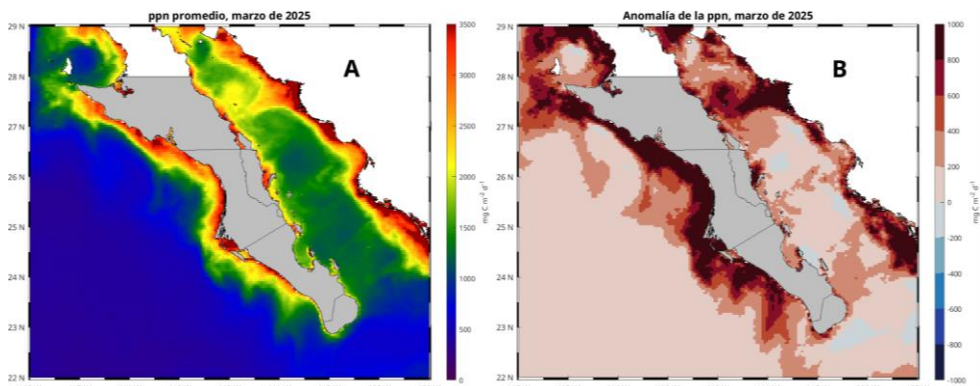 ppn promedio, marzo de 2025
29 N
28 N
27 N
26 N
25 N
24 N
23 N
22 N
A
3500
3000
2500
2000
1500
1000
500
0
mg C m⁻² d⁻¹
Anomalía de la ppn, marzo de 2025
29 N
28 N
27 N
26 N
25 N
24 N
23 N
22 N
B
1000
800
600
400
200
0
-200
-400
-600
-800
-1000
mg C m⁻² d⁻¹